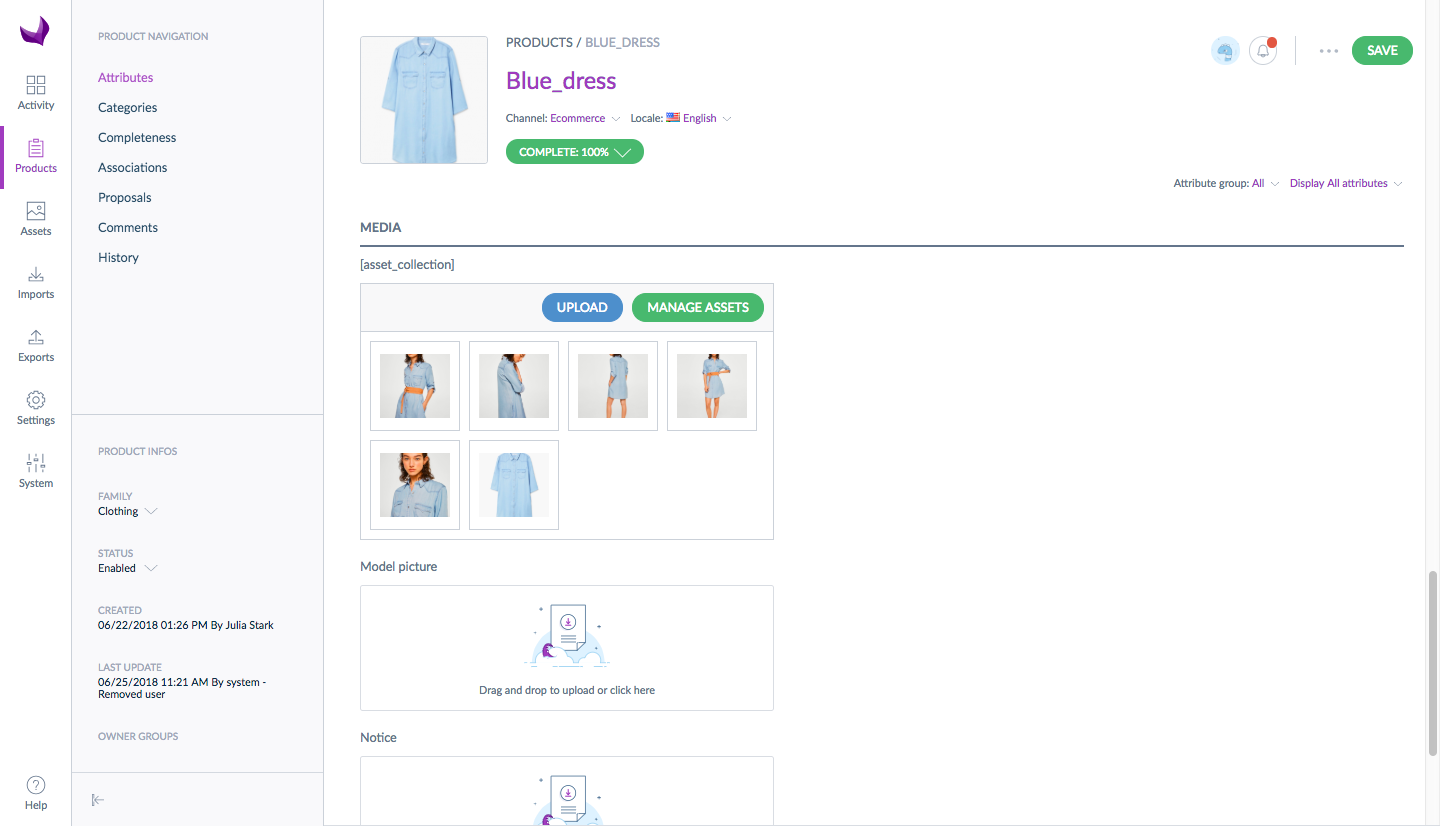 Activity
Products
Assets
Imports
Exports
Settings
System
Help
PRODUCT NAVIGATION
Attributes
Categories
Completeness
Associations
Proposals
Comments
History
PRODUCT INFOS
FAMILY
Clothing
STATUS
Enabled
CREATED
06/22/2018 01:26 PM By Julia Stark
LAST UPDATE
06/25/2018 11:21 AM By system -
Removed user
OWNER GROUPS
PRODUCTS / BLUE_DRESS
SAVE
Blue_dress
Channel: Ecommerce Locale: English
COMPLETE: 100%
Attribute group: All Display All attributes
MEDIA
[asset_collection]
UPLOAD MANAGE ASSETS
Model picture
Drag and drop to upload or click here
Notice